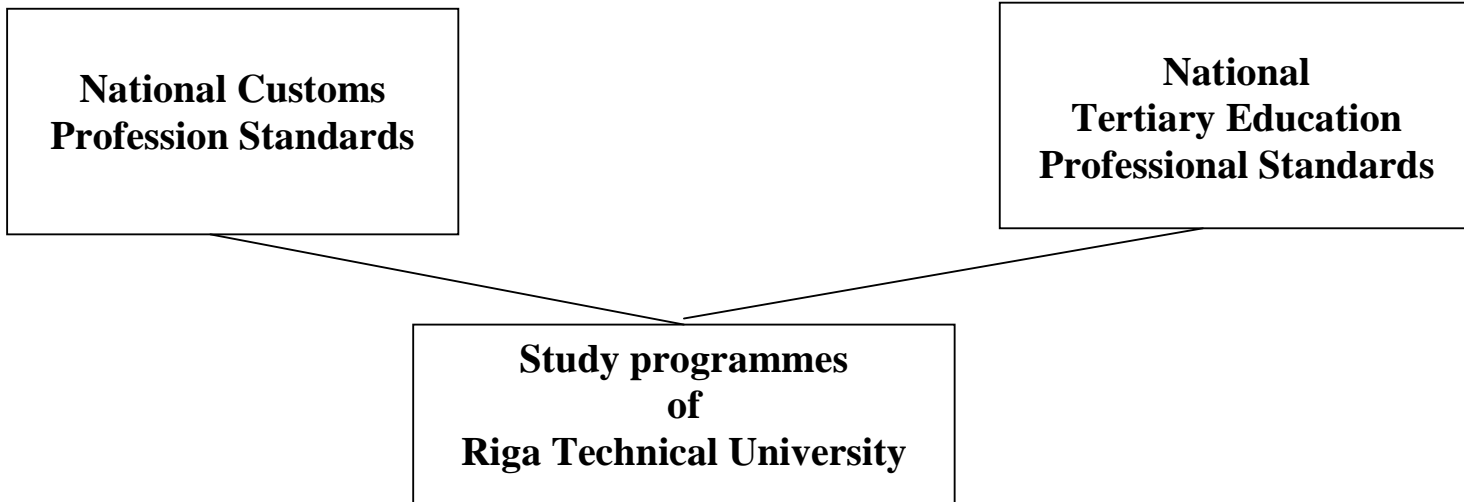 National Customs
Profession Standards
National
Tertiary Education
Professional Standards
Study programmes
of
Riga Technical University